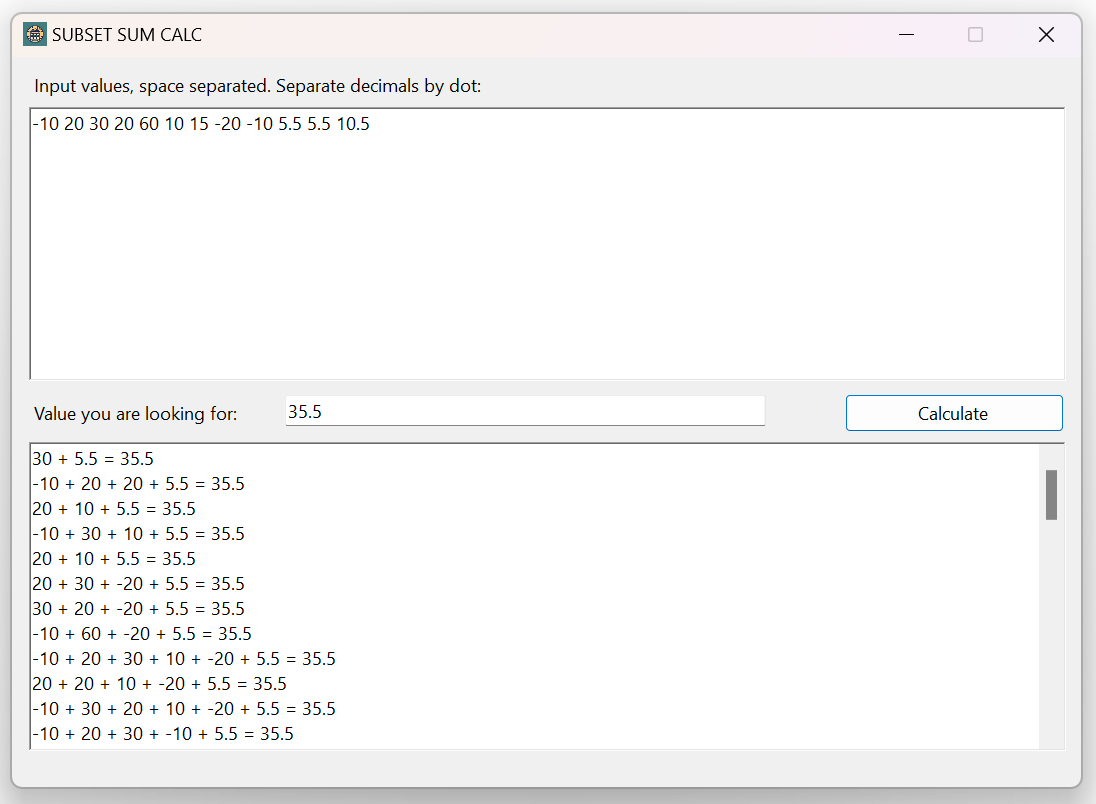 SUBSET SUM CALC
Input values, space separated. Separate decimals by dot:
-10 20 30 20 60 10 15 -20 -10 5.5 5.5 10.5
Value you are looking for:
35.5
Calculate
30 + 5.5 = 35.5
-10 + 20 + 20 + 5.5 = 35.5
20 + 10 + 5.5 = 35.5
-10 + 30 + 10 + 5.5 = 35.5
20 + 10 + 5.5 = 35.5
20 + 30 + -20 + 5.5 = 35.5
30 + 20 + -20 + 5.5 = 35.5
-10 + 60 + -20 + 5.5 = 35.5
-10 + 20 + 30 + 10 + -20 + 5.5 = 35.5
20 + 20 + 10 + -20 + 5.5 = 35.5
-10 + 30 + 20 + 10 + -20 + 5.5 = 35.5
-10 + 20 + 30 + -10 + 5.5 = 35.5